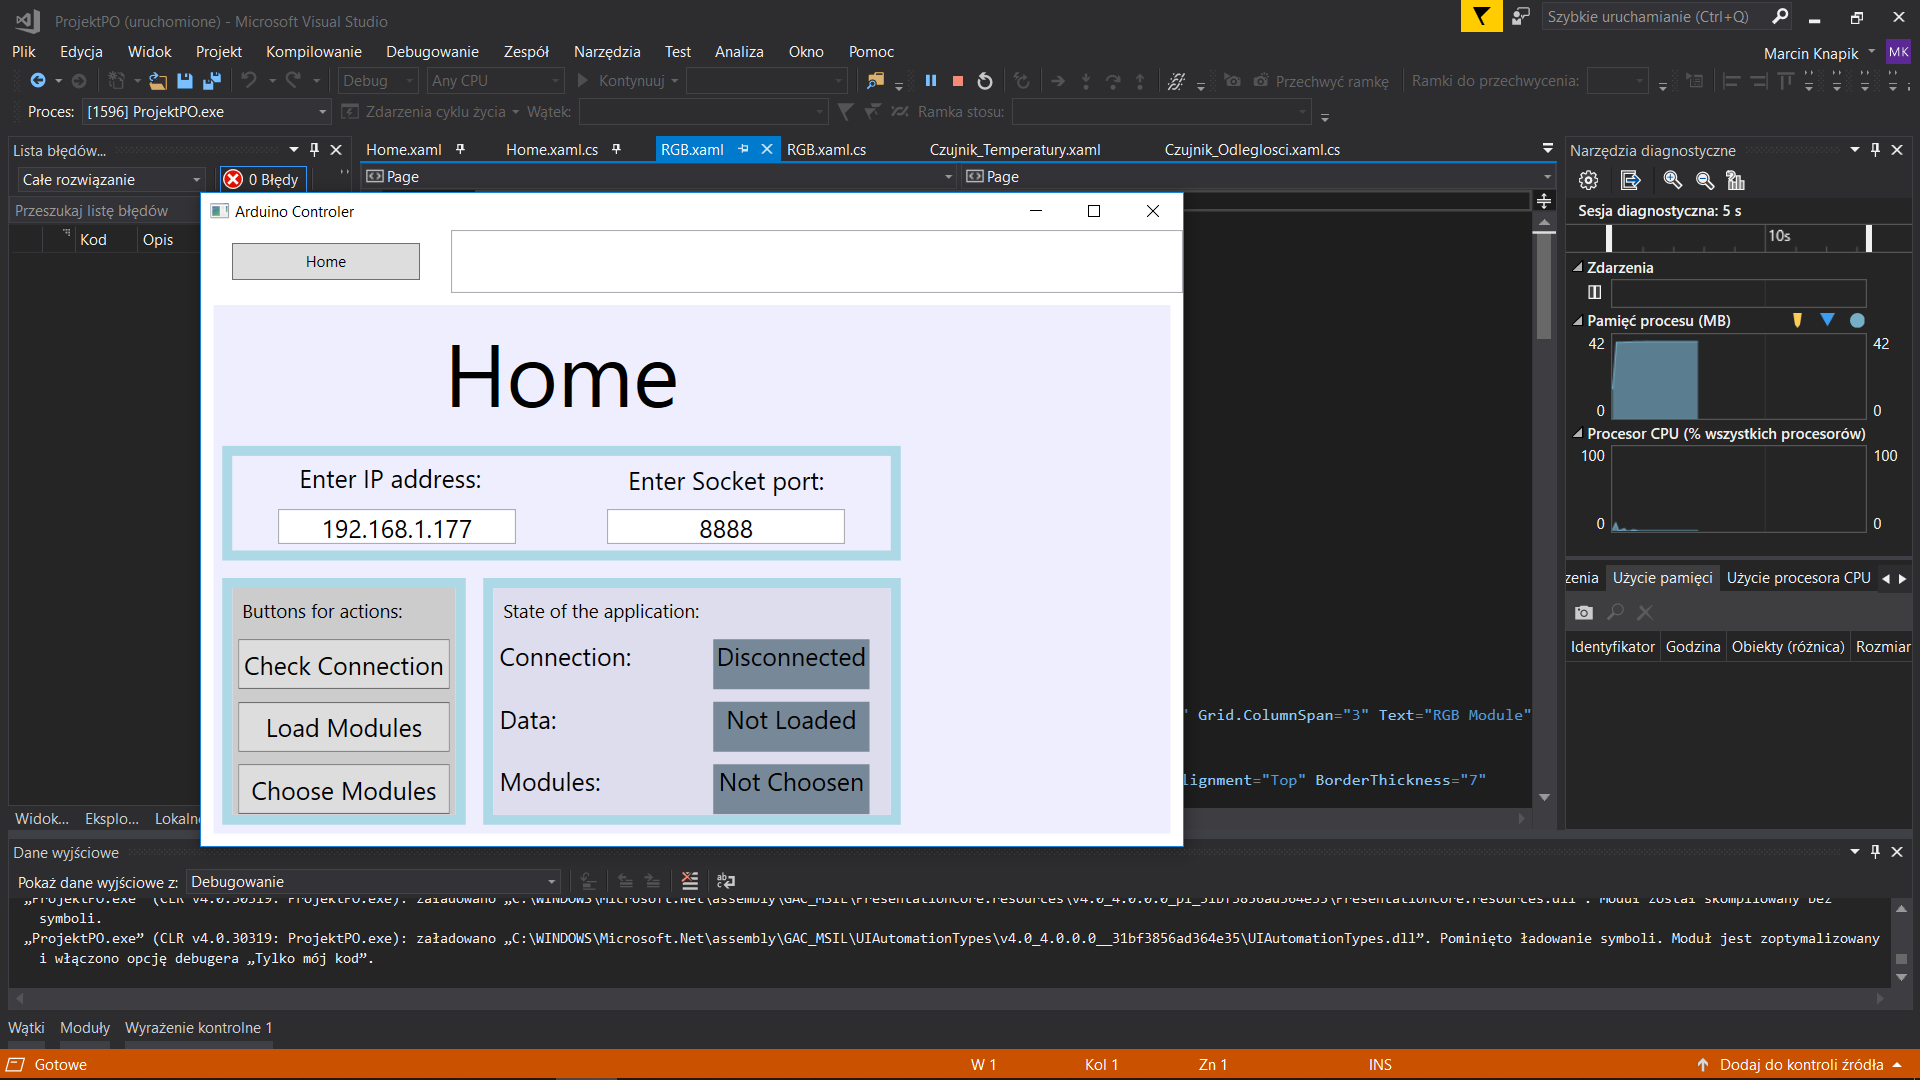 ProjektPO (uruchomione) - Microsoft Visual Studio
Szybkie uruchamianie (Ctrl+Q)
Plik Edycja Widok Projekt Kompilowanie Debugowanie Zespół Narzędzia Test Analiza Okno Pomoc
Marcin Knapik MK
Debug Any CPU Kontynuuj Przechwyć ramkę Ramki do przechwycenia:
Proces: [1596] ProjektPO.exe Zdarzenia cyklu życia Wątek: Ramka stosu:
Lista błędów...
Całe rozwiązanie 0 Błędy
Przeszukaj listę błędów
Kod Opis
Home.xaml Home.xaml.cs RGB.xaml RGB.xaml.cs Czujnik_Temperatury.xaml Czujnik_Odleglosci.xaml.cs
Page Page
Arduino Controler
Home
Home
Enter IP address:
192.168.1.177
Enter Socket port:
8888
Buttons for actions:
Check Connection
Load Modules
Choose Modules
State of the application:
Connection: Disconnected
Data: Not Loaded
Modules: Not Choosen
" Grid.ColumnSpan="3" Text="RGB Module"
lignment="Top" BorderThickness="7"
Narzędzia diagnostyczne
Sesja diagnostyczna: 5 s
10s
Zdarzenia
Pamięć procesu (MB)
42 42
0 0
Procesor CPU (% wszystkich procesorów)
100 100
0 0
zenia Użycie pamięci Użycie procesora CPU
Identyfikator Godzina Obiekty (różnica) Rozmiar
Widok... Eksplo... Lokaln
Dane wyjściowe
Pokaż dane wyjściowe z: Debugowanie
„ProjektPO.exe” (CLR v4.0.30319: ProjektPO.exe): załadowano „C:\WINDOWS\Microsoft.Net\assembly\GAC_MSIL\PresentationCore.resources\v4.0_4.0.0.0_pl_31bf3856ad364e35\PresentationCore.resources.dll”. Moduł został skompilowany bez
symboli.
„ProjektPO.exe” (CLR v4.0.30319: ProjektPO.exe): załadowano „C:\WINDOWS\Microsoft.Net\assembly\GAC_MSIL\UIAutomationTypes\v4.0_4.0.0.0__31bf3856ad364e35\UIAutomationTypes.dll”. Pominięto ładowanie symboli. Moduł jest zoptymalizowany
i włączono opcję debugera „Tylko mój kod”.
Wątki Moduły Wyrażenie kontrolne 1
Gotowe W 1 Kol 1 Zn 1 INS Dodaj do kontroli źródła